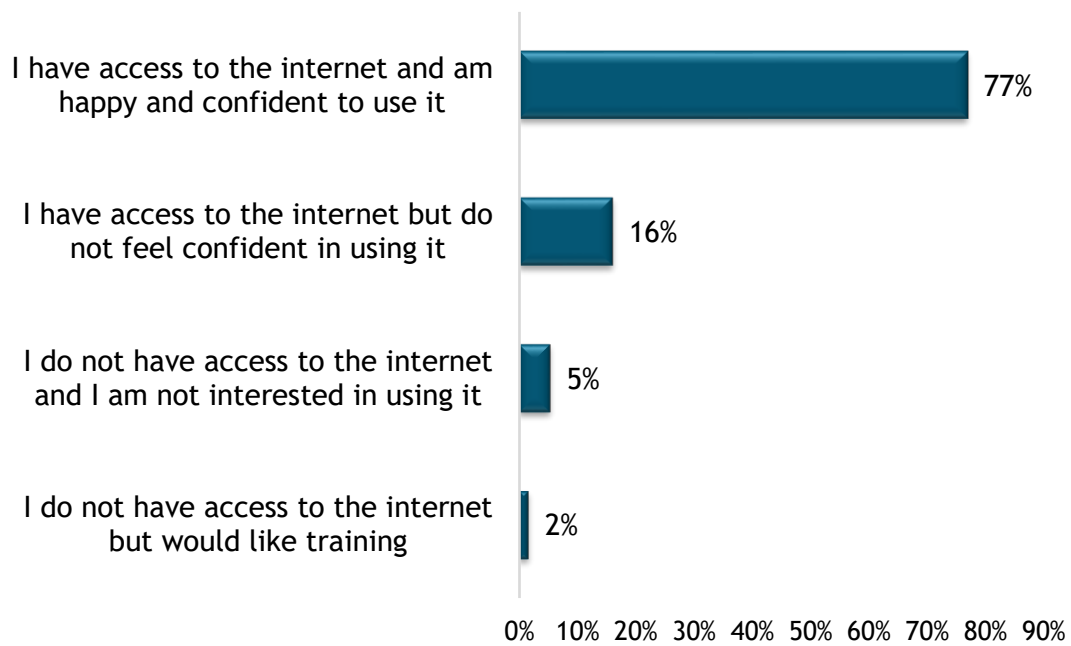 I have access to the internet and am
happy and confident to use it
77%
I have access to the internet but do
not feel confident in using it
16%
I do not have access to the internet
and I am not interested in using it
5%
I do not have access to the internet
but would like training
2%
0% 10% 20% 30% 40% 50% 60% 70% 80% 90%